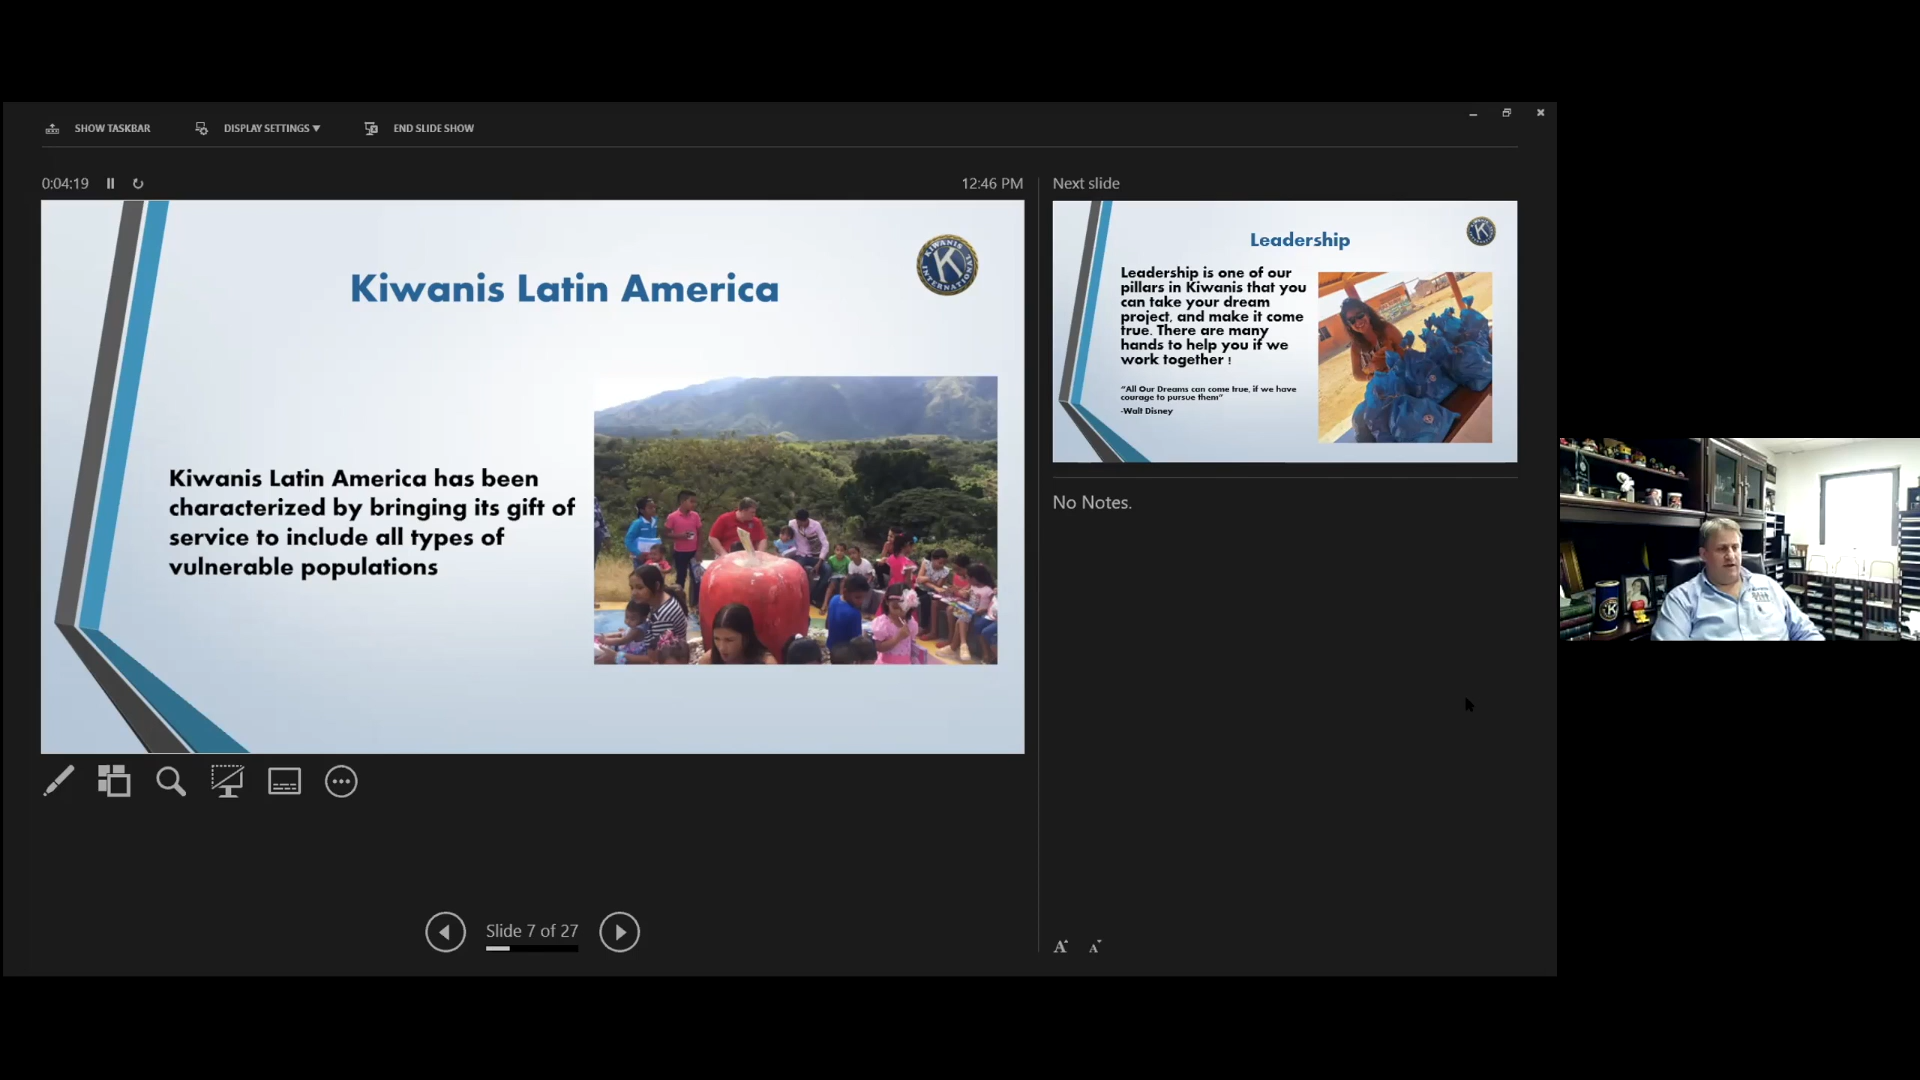 SHOW TASKBAR
DISPLAY SETTINGS ▾
END SLIDE SHOW
0:04:19
12:46 PM
Kiwanis Latin America
KIWANIS
K
INTERNATIONAL
Kiwanis Latin America has been
characterized by bringing its gift of
service to include all types of
vulnerable populations
Slide 7 of 27
Next slide
Leadership
K
Leadership is one of our
pillars in Kiwanis that you
can take your dream
project, and make it come
true. There are many
hands to help you if we
work together !
“All Our Dreams can come true, if we have
courage to pursue them”
-Walt Disney
No Notes.
A
A
K